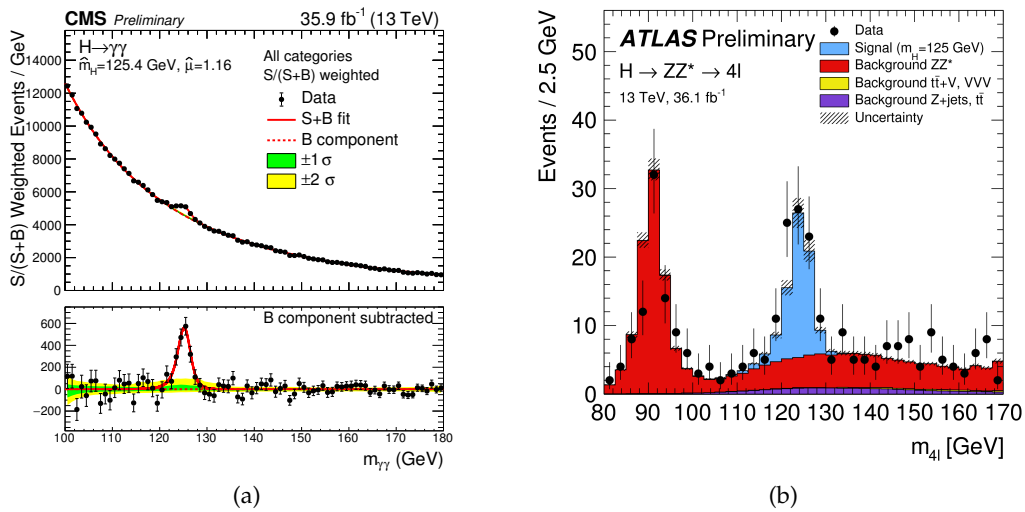 CMS Preliminary 35.9 fb⁻¹ (13 TeV)
H→γγ
m̂_H=125.4 GeV, μ̂=1.16
All categories
S/(S+B) weighted
Data
S+B fit
B component
±1 σ
±2 σ
S/(S+B) Weighted Events / GeV
14000
12000
10000
8000
6000
4000
2000
0
B component subtracted
600
400
200
0
−200
100 110 120 130 140 150 160 170 180
m_γγ (GeV)
(a)
ATLAS Preliminary
H → ZZ* → 4l
13 TeV, 36.1 fb⁻¹
Data
Signal (m_H=125 GeV)
Background ZZ*
Background tt̄+V, VVV
Background Z+jets, tt̄
Uncertainty
Events / 2.5 GeV
50
40
30
20
10
0
80 90 100 110 120 130 140 150 160 170
m_4l [GeV]
(b)